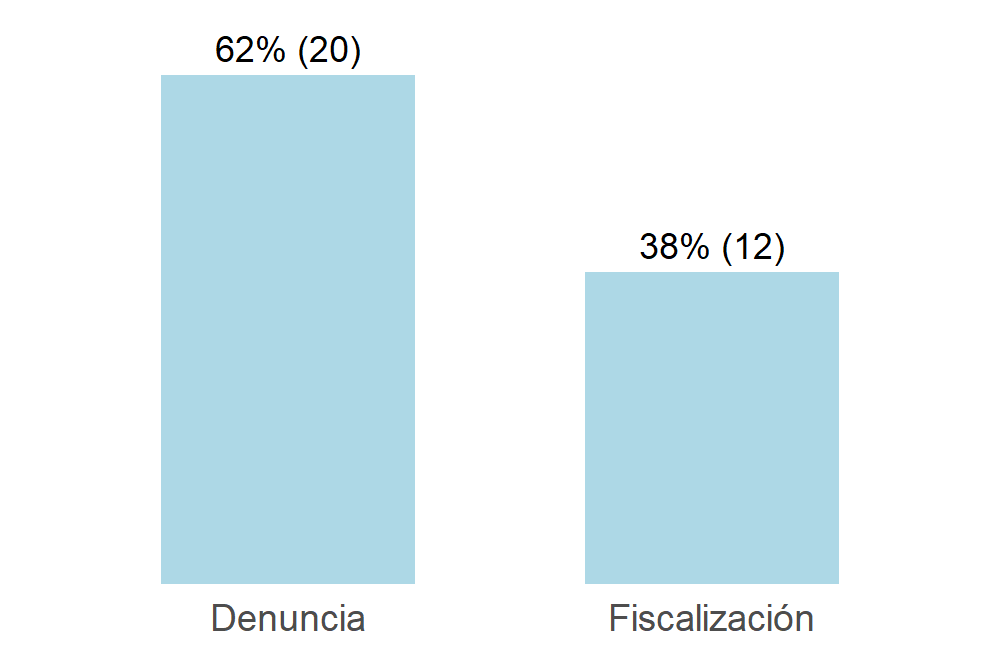 62% (20)
38% (12)
Denuncia
Fiscalización